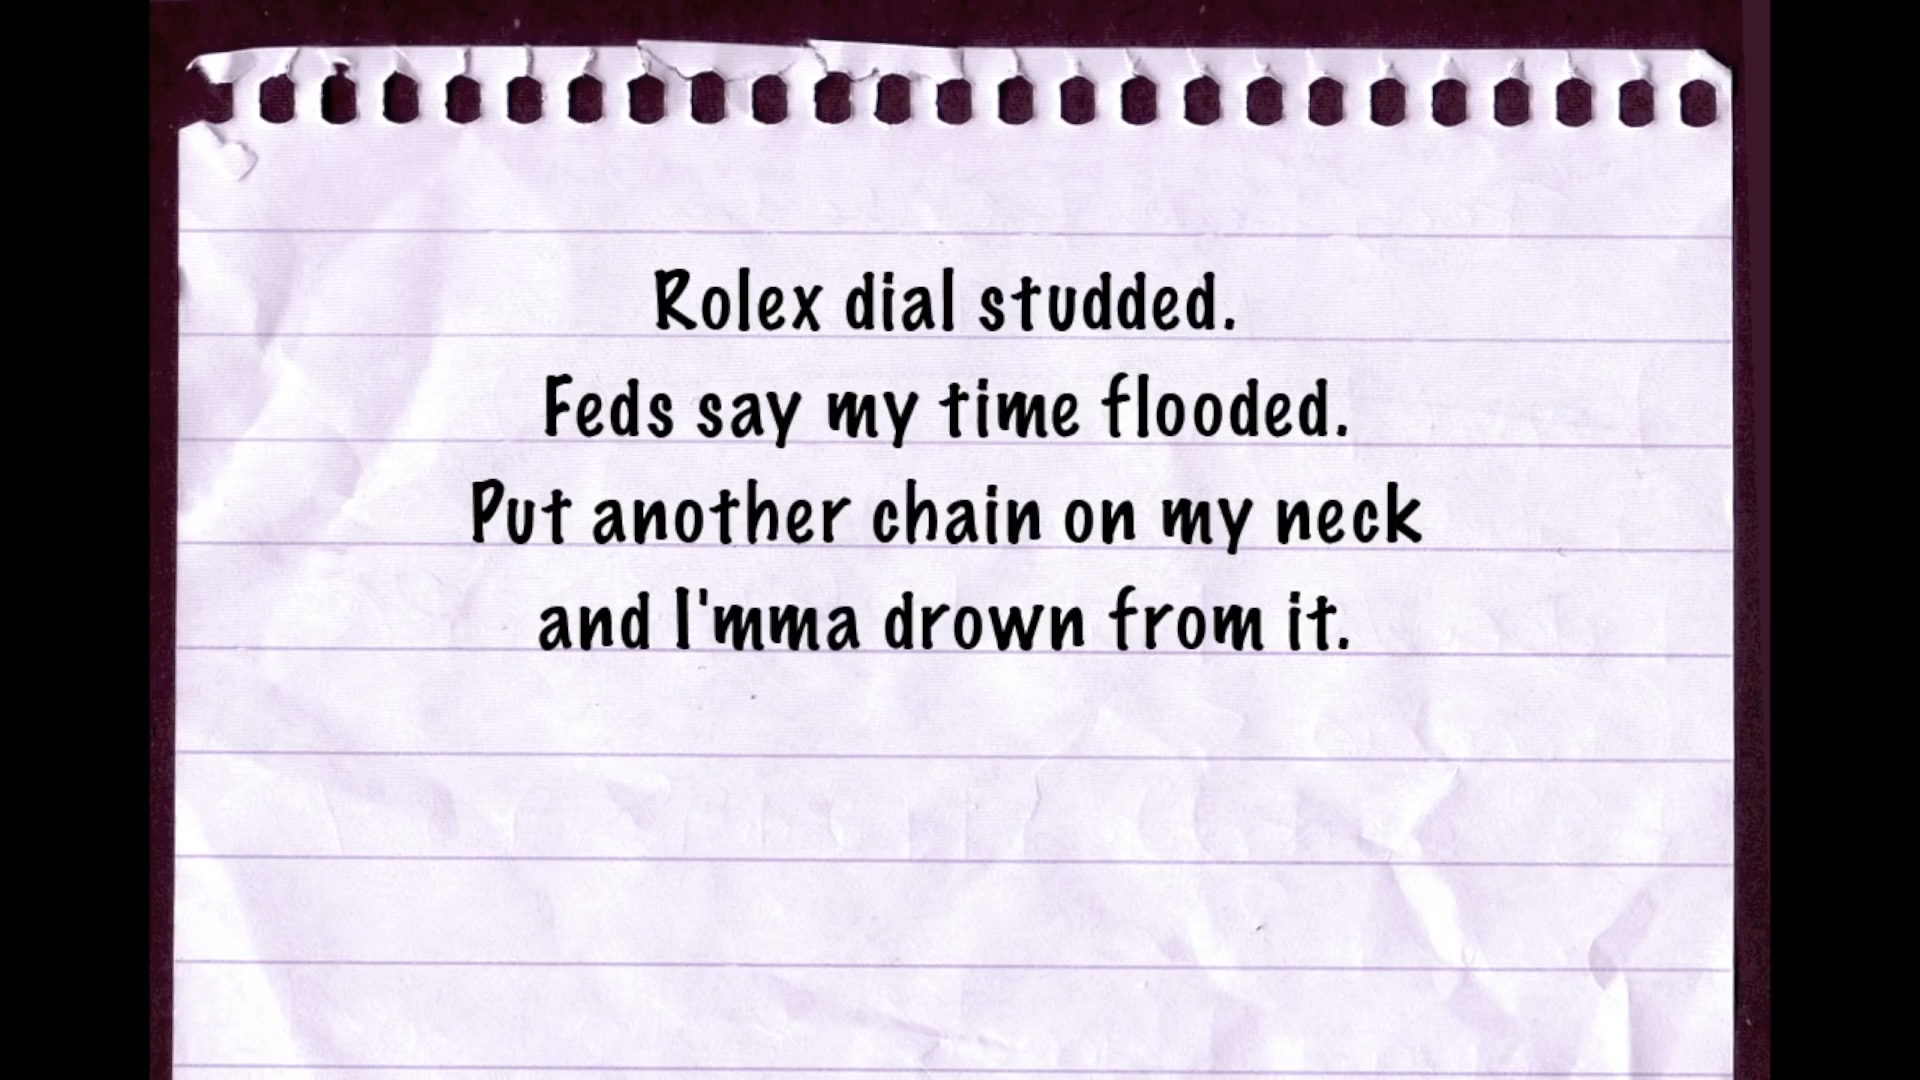 Rolex dial studded.
Feds say my time flooded.
Put another chain on my neck
and I'mma drown from it.